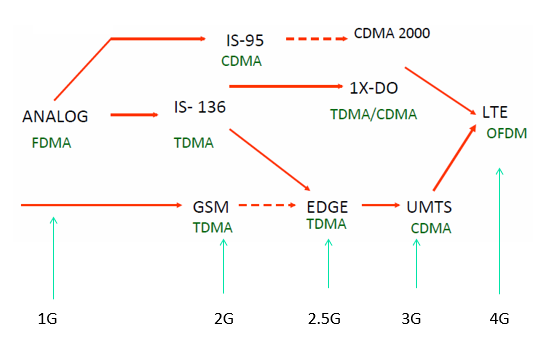 IS-95
CDMA
CDMA 2000
ANALOG
FDMA
IS- 136
TDMA
1X-DO
TDMA/CDMA
LTE
OFDM
GSM
TDMA
EDGE
TDMA
UMTS
CDMA
1G
2G
2.5G
3G
4G